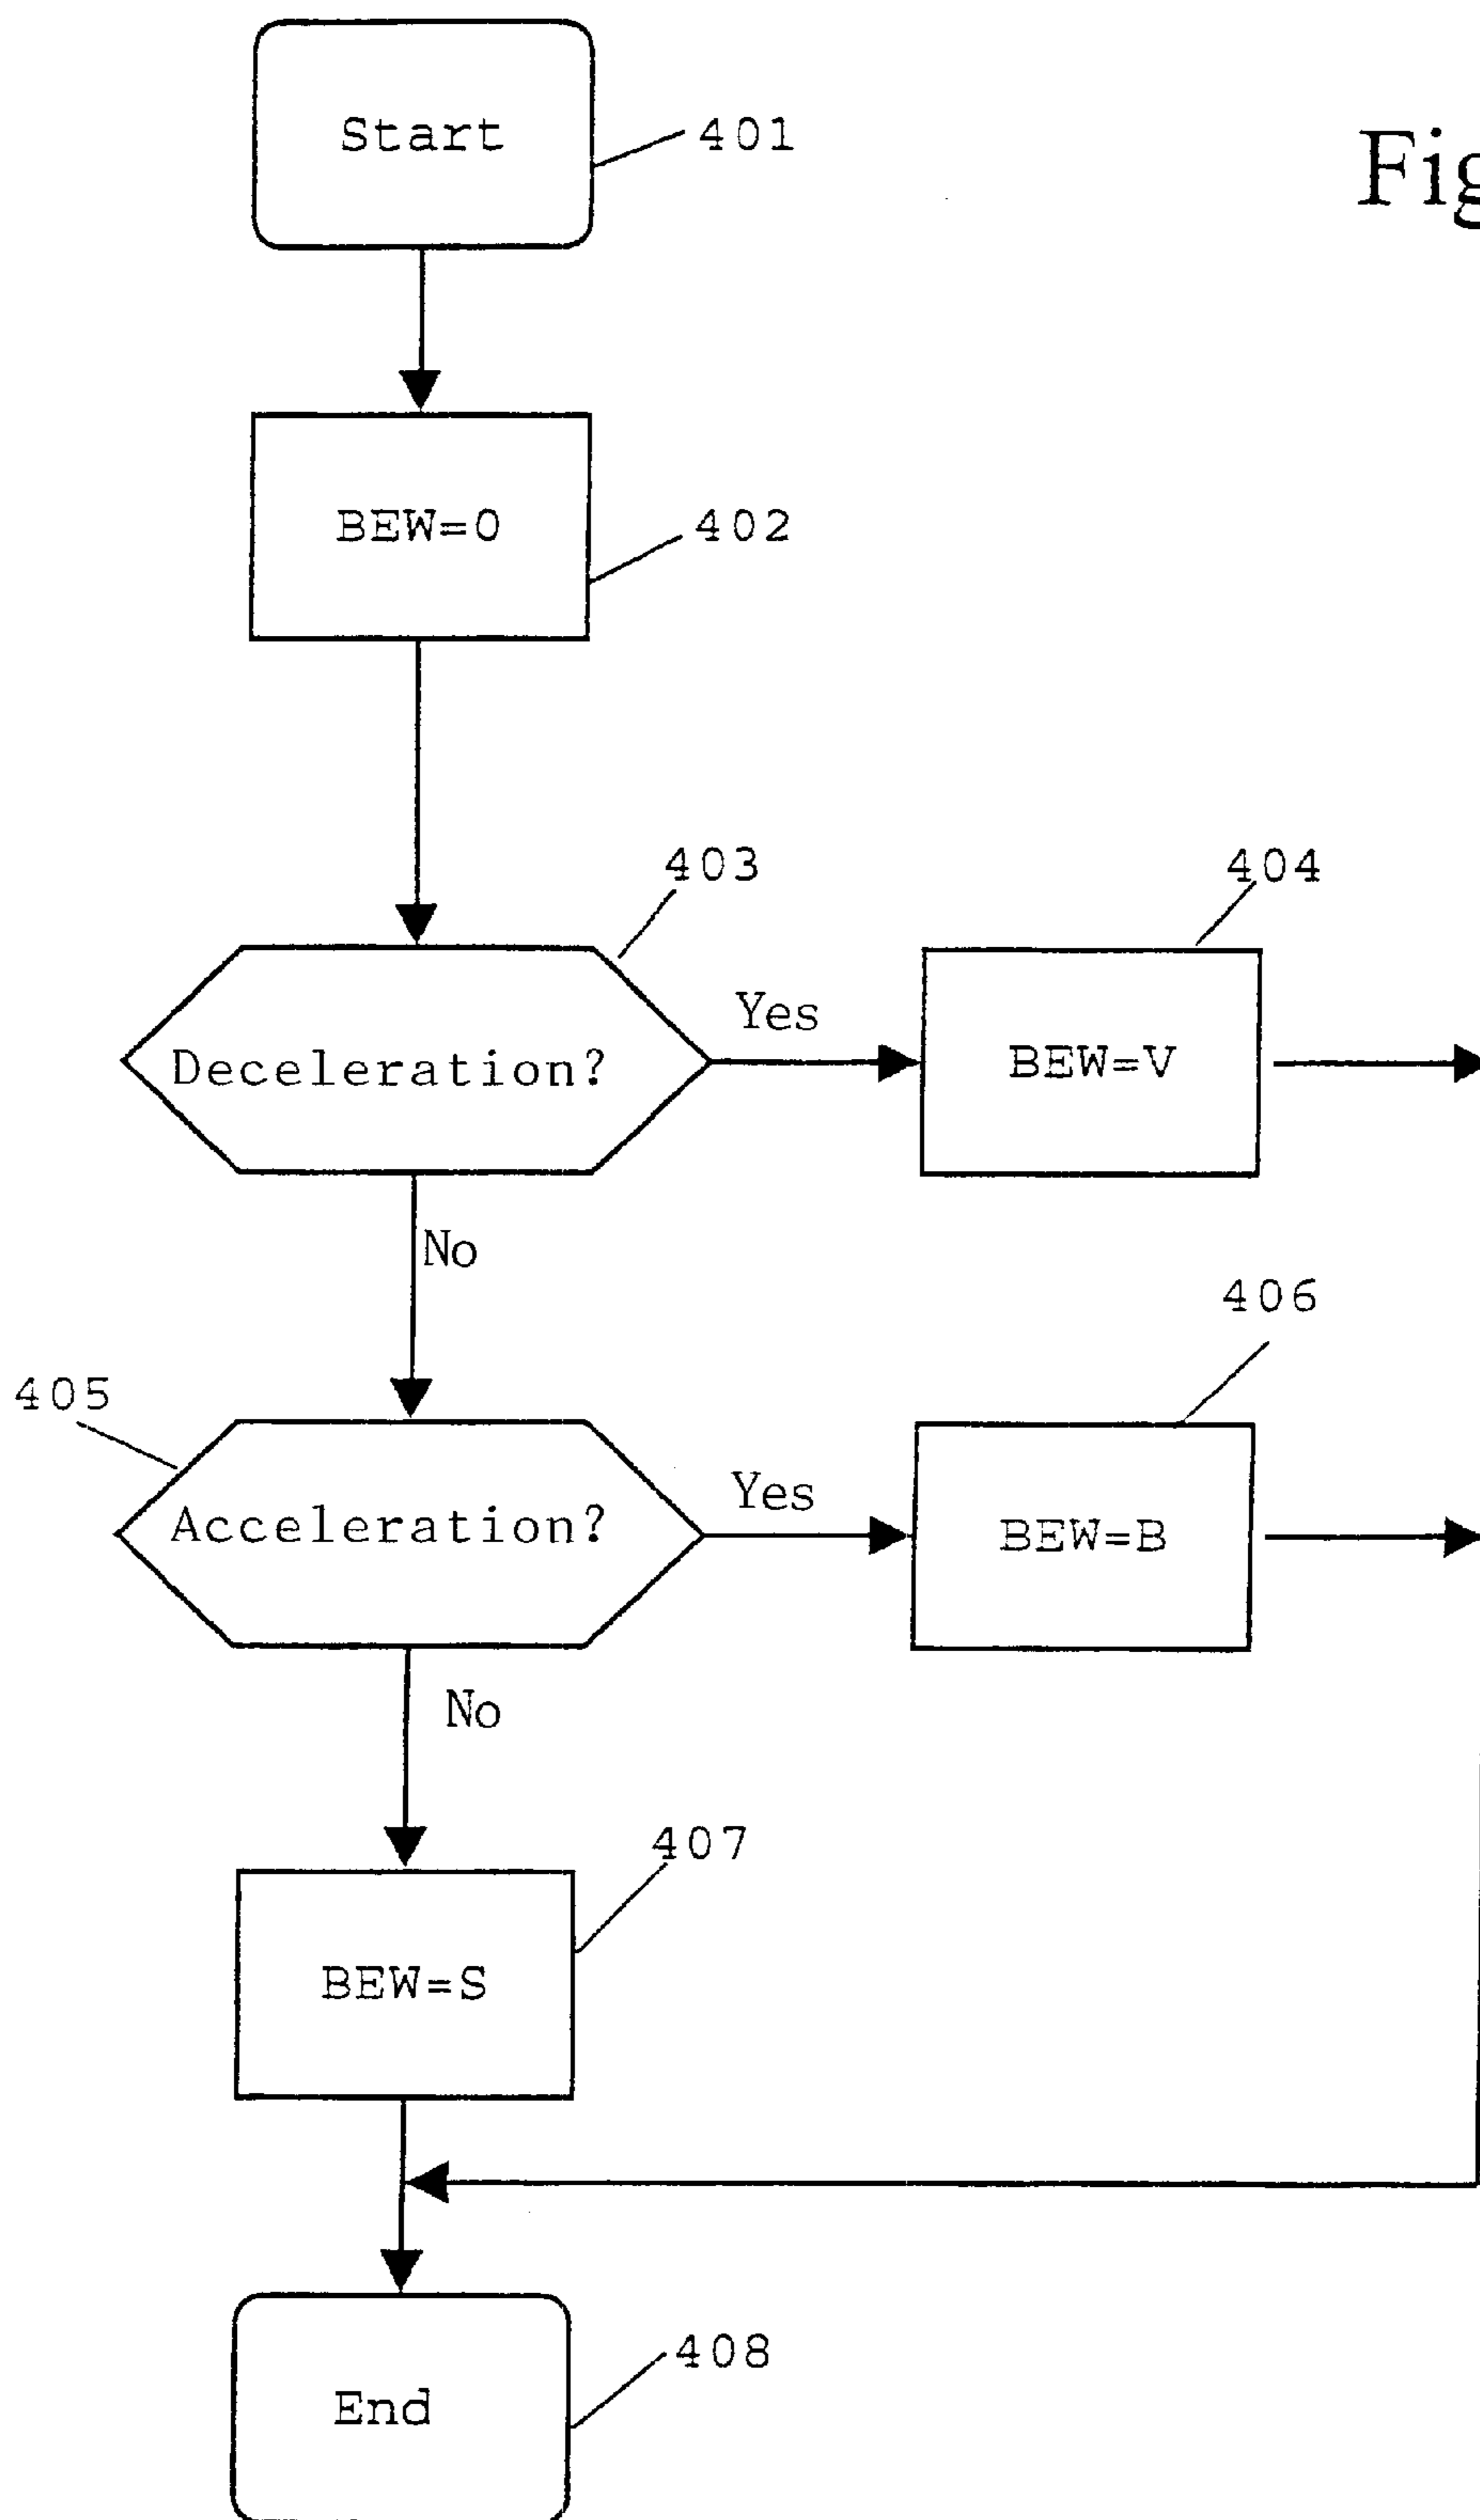 Start
401
Fig
BEW=0
402
403
404
Yes
Deceleration?
BEW=V
No
406
405
Yes
Acceleration?
BEW=B
No
407
BEW=S
408
End